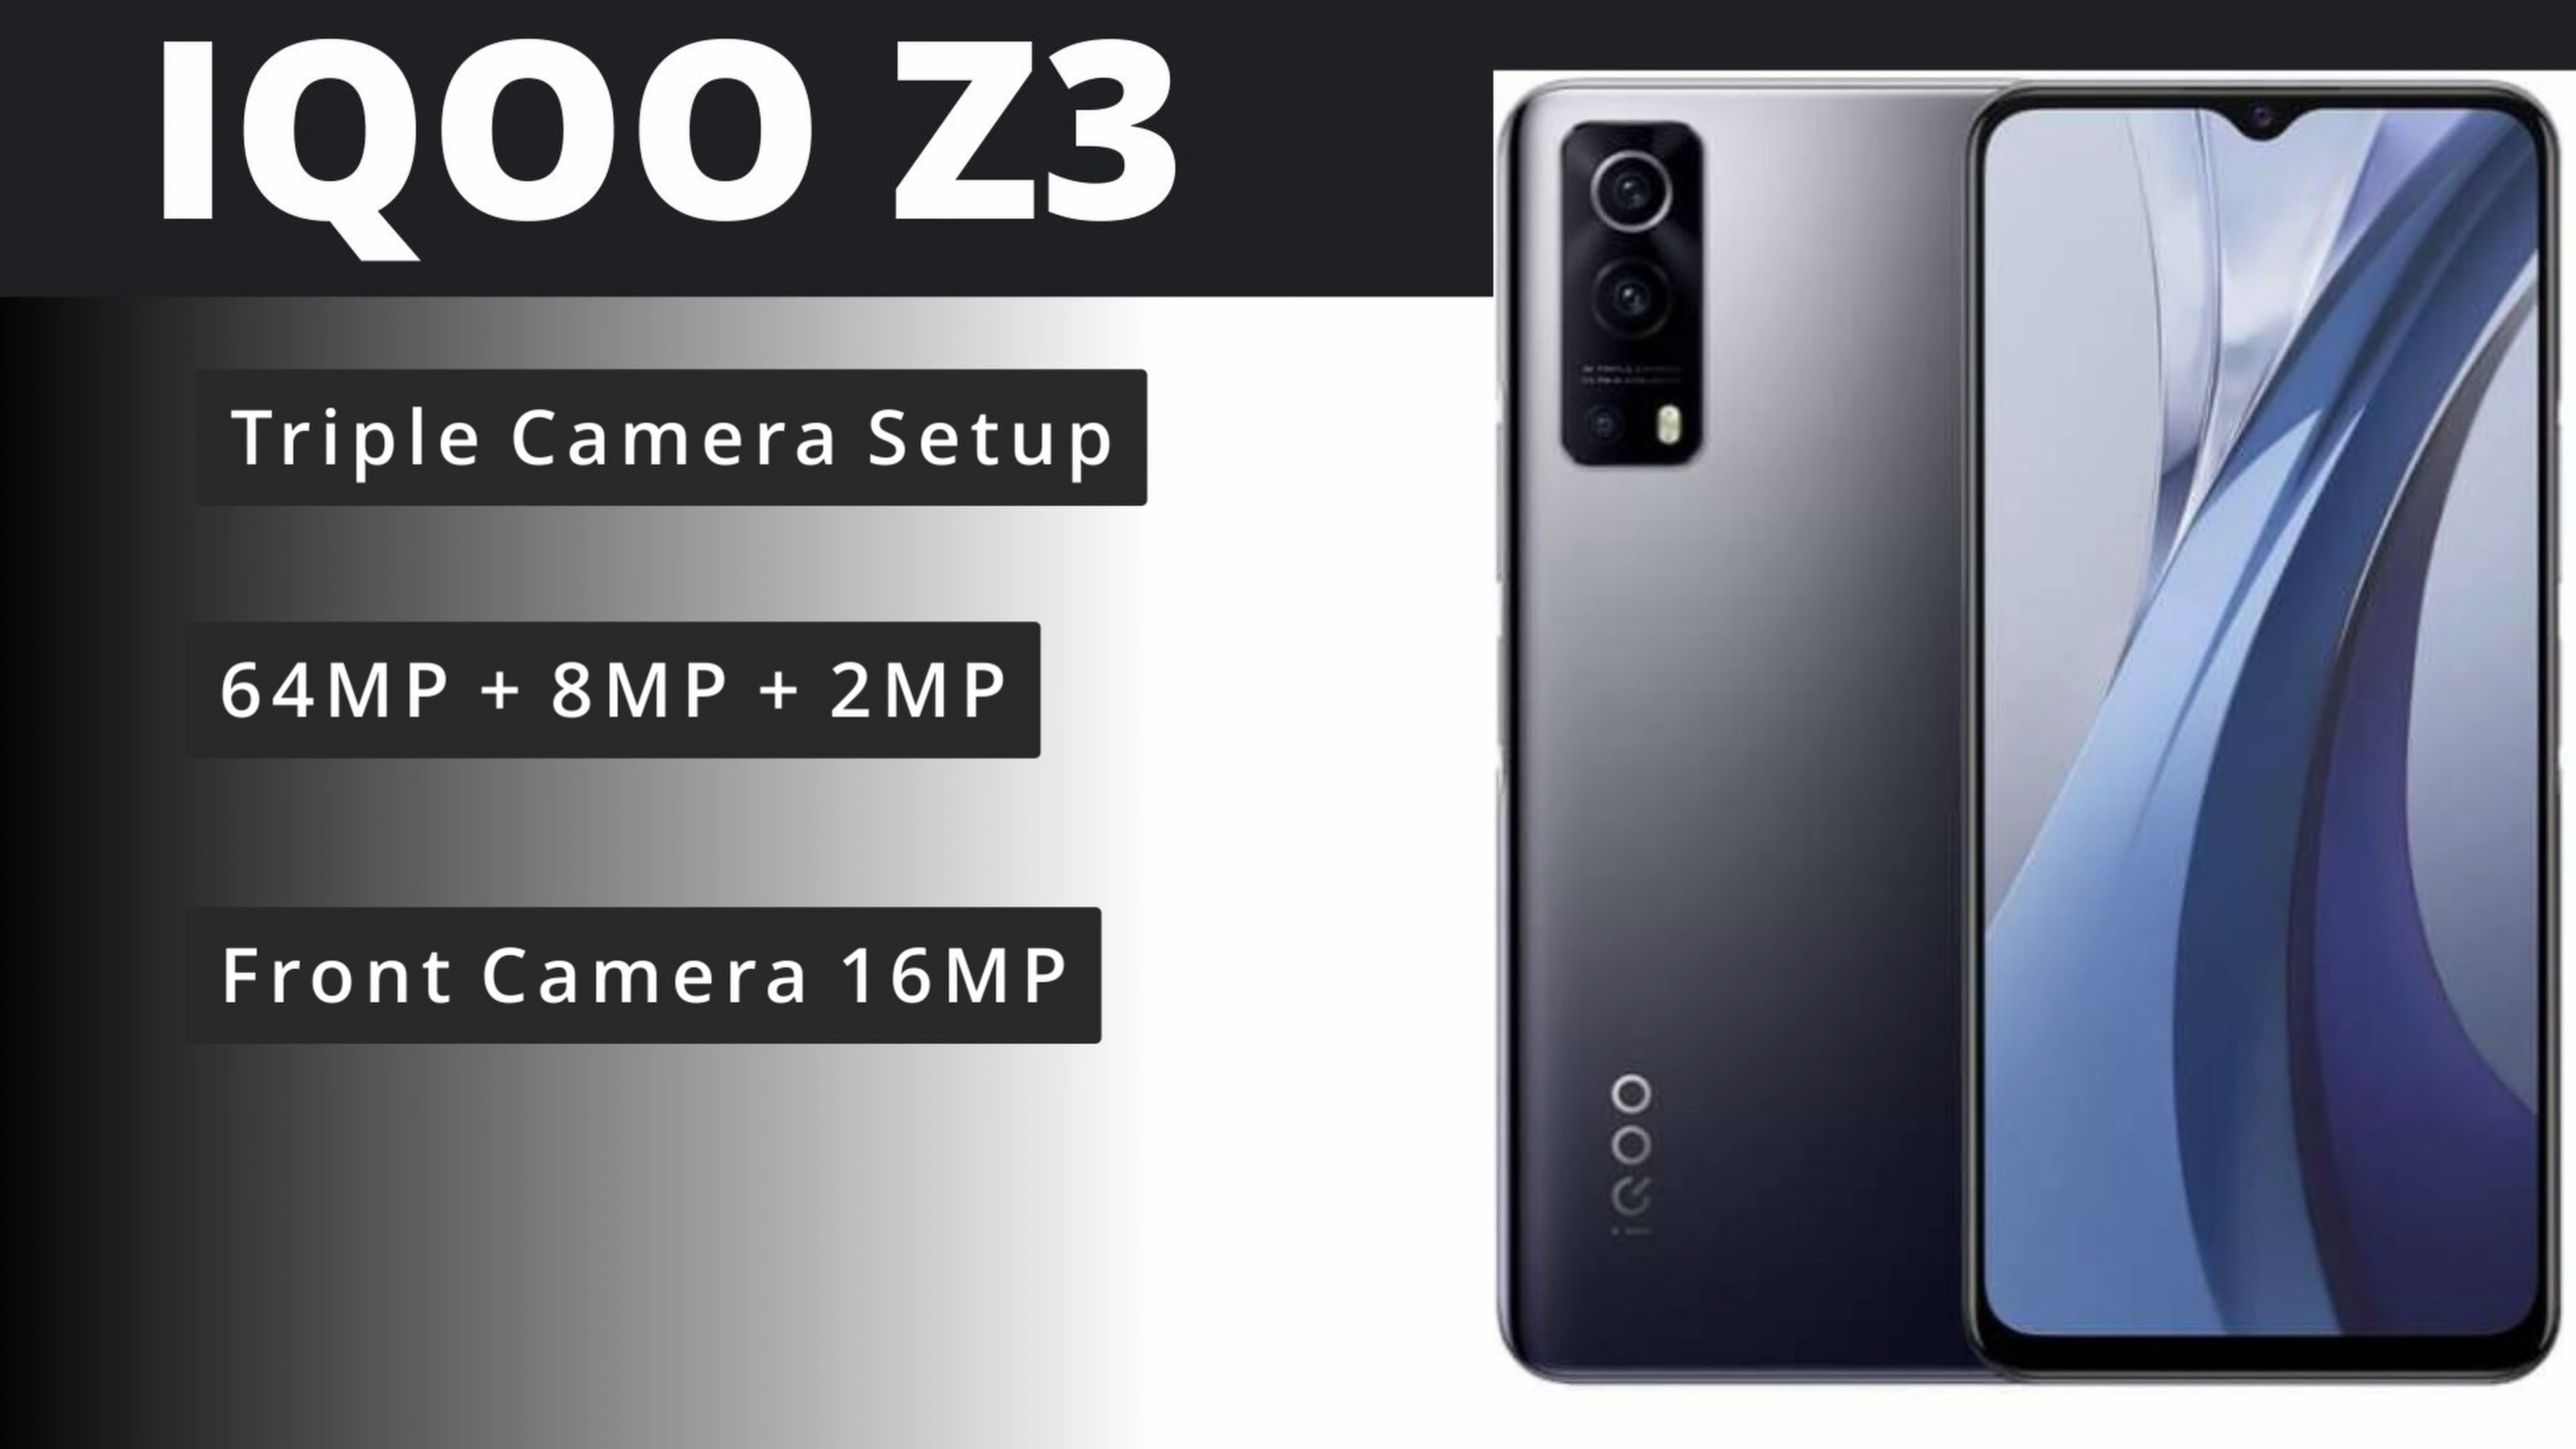 IQOO Z3
Triple Camera Setup
64MP + 8MP + 2MP
Front Camera 16MP
iQOO